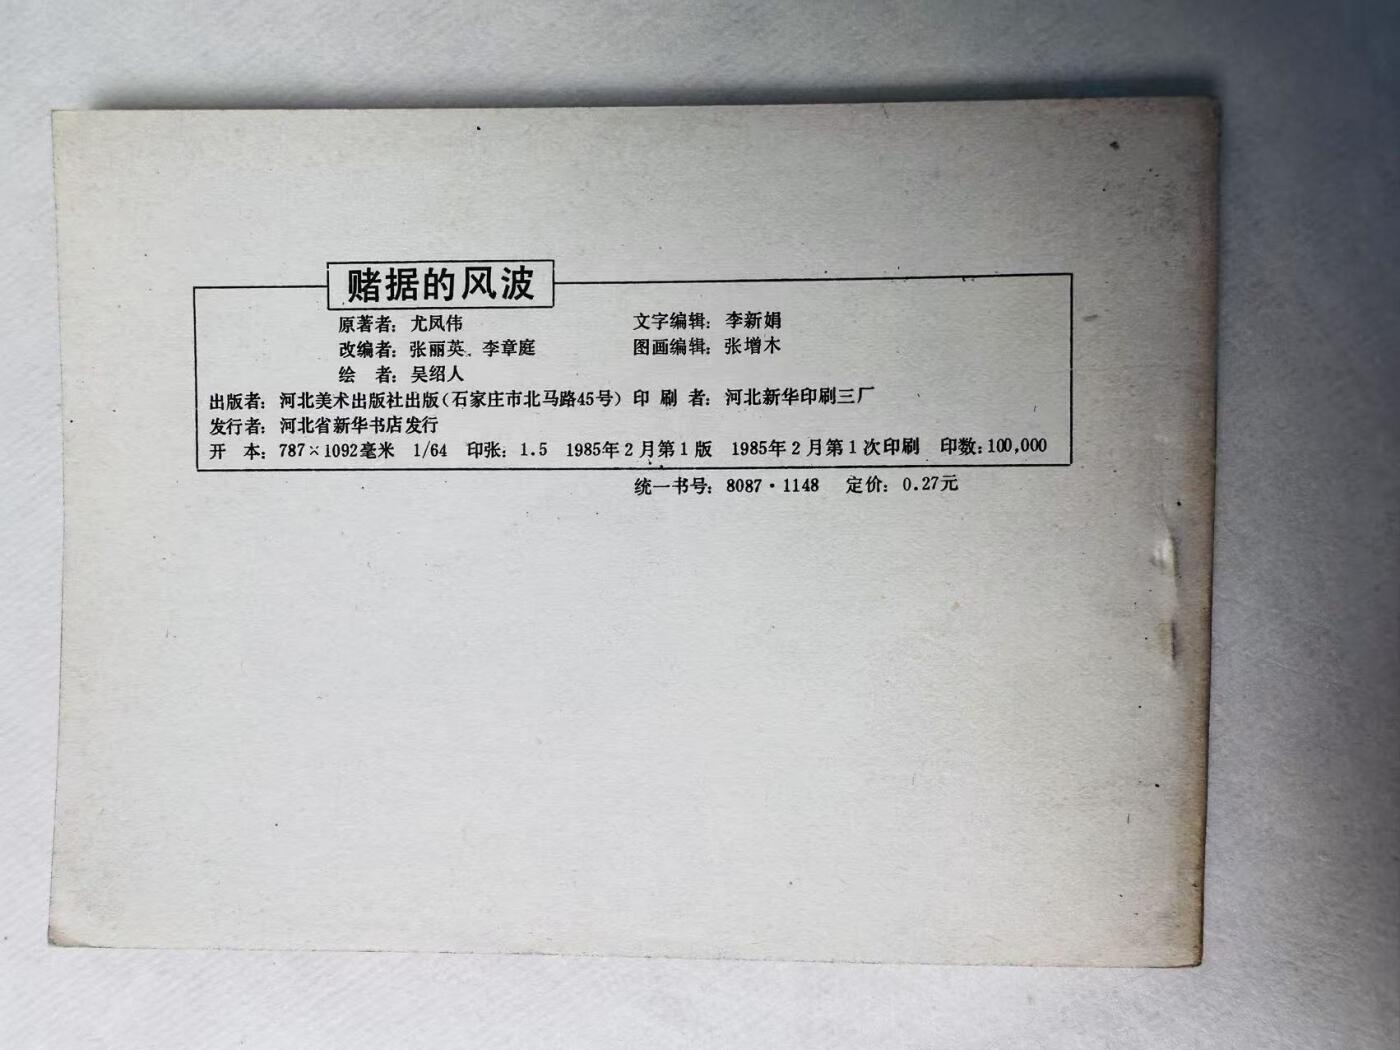 赌据的风波
原著者：尤凤伟 文字编辑：李新娟
改编者：张丽英、李章庭 图画编辑：张增木
绘 者：吴绍人
出版者：河北美术出版社出版（石家庄市北马路45号）印 刷 者：河北新华印刷三厂
发行者：河北省新华书店发行
开 本：787×1092毫米 1/64 印张：1.5 1985年2月第1版 1985年2月第1次印刷 印数：100,000
统一书号：8087·1148 定价：0.27元